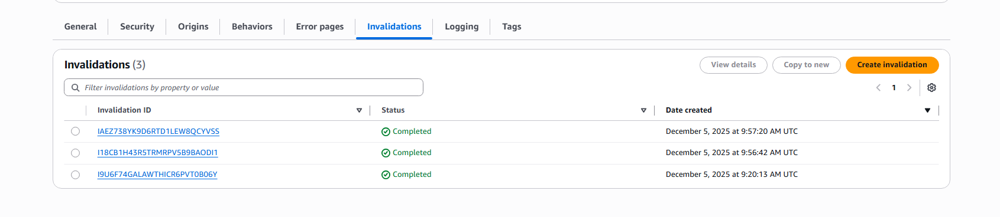 General Security Origins Behaviors Error pages Invalidations Logging Tags
Invalidations (3) View details Copy to new Create invalidation
Filter invalidations by property or value 1
Invalidation ID Status Date created
IAEZ738YK9D6RTD1LEW8QCYVSS Completed December 5, 2025 at 9:57:20 AM UTC
I18CB1H43R5TRMRPV5B9BAODI1 Completed December 5, 2025 at 9:56:42 AM UTC
I9U6F74GALAWTHICR6PVT0B06Y Completed December 5, 2025 at 9:20:13 AM UTC